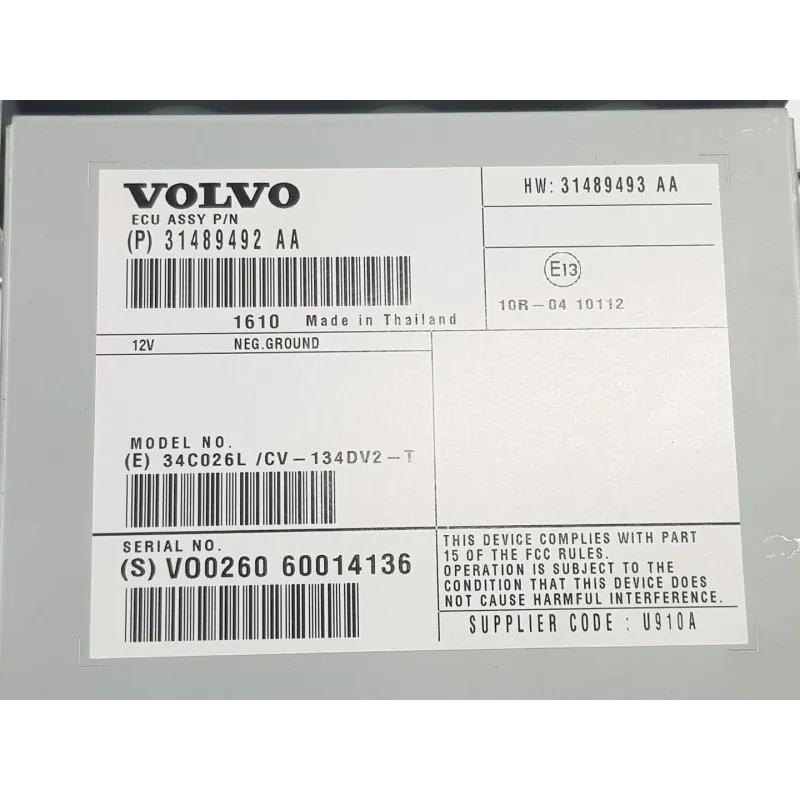 VOLVO
ECU ASSY P/N
(P) 31489492 AA
1610 Made in Thailand
HW: 31489493 AA
E13
10R-04 10112
12V NEG.GROUND
MODEL NO.
(E) 34C026L /CV-134DV2-T
SERIAL NO.
(S) V00260 60014136
THIS DEVICE COMPLIES WITH PART
15 OF THE FCC RULES.
OPERATION IS SUBJECT TO THE
CONDITION THAT THIS DEVICE DOES
NOT CAUSE HARMFUL INTERFERENCE.
SUPPLIER CODE : U910A